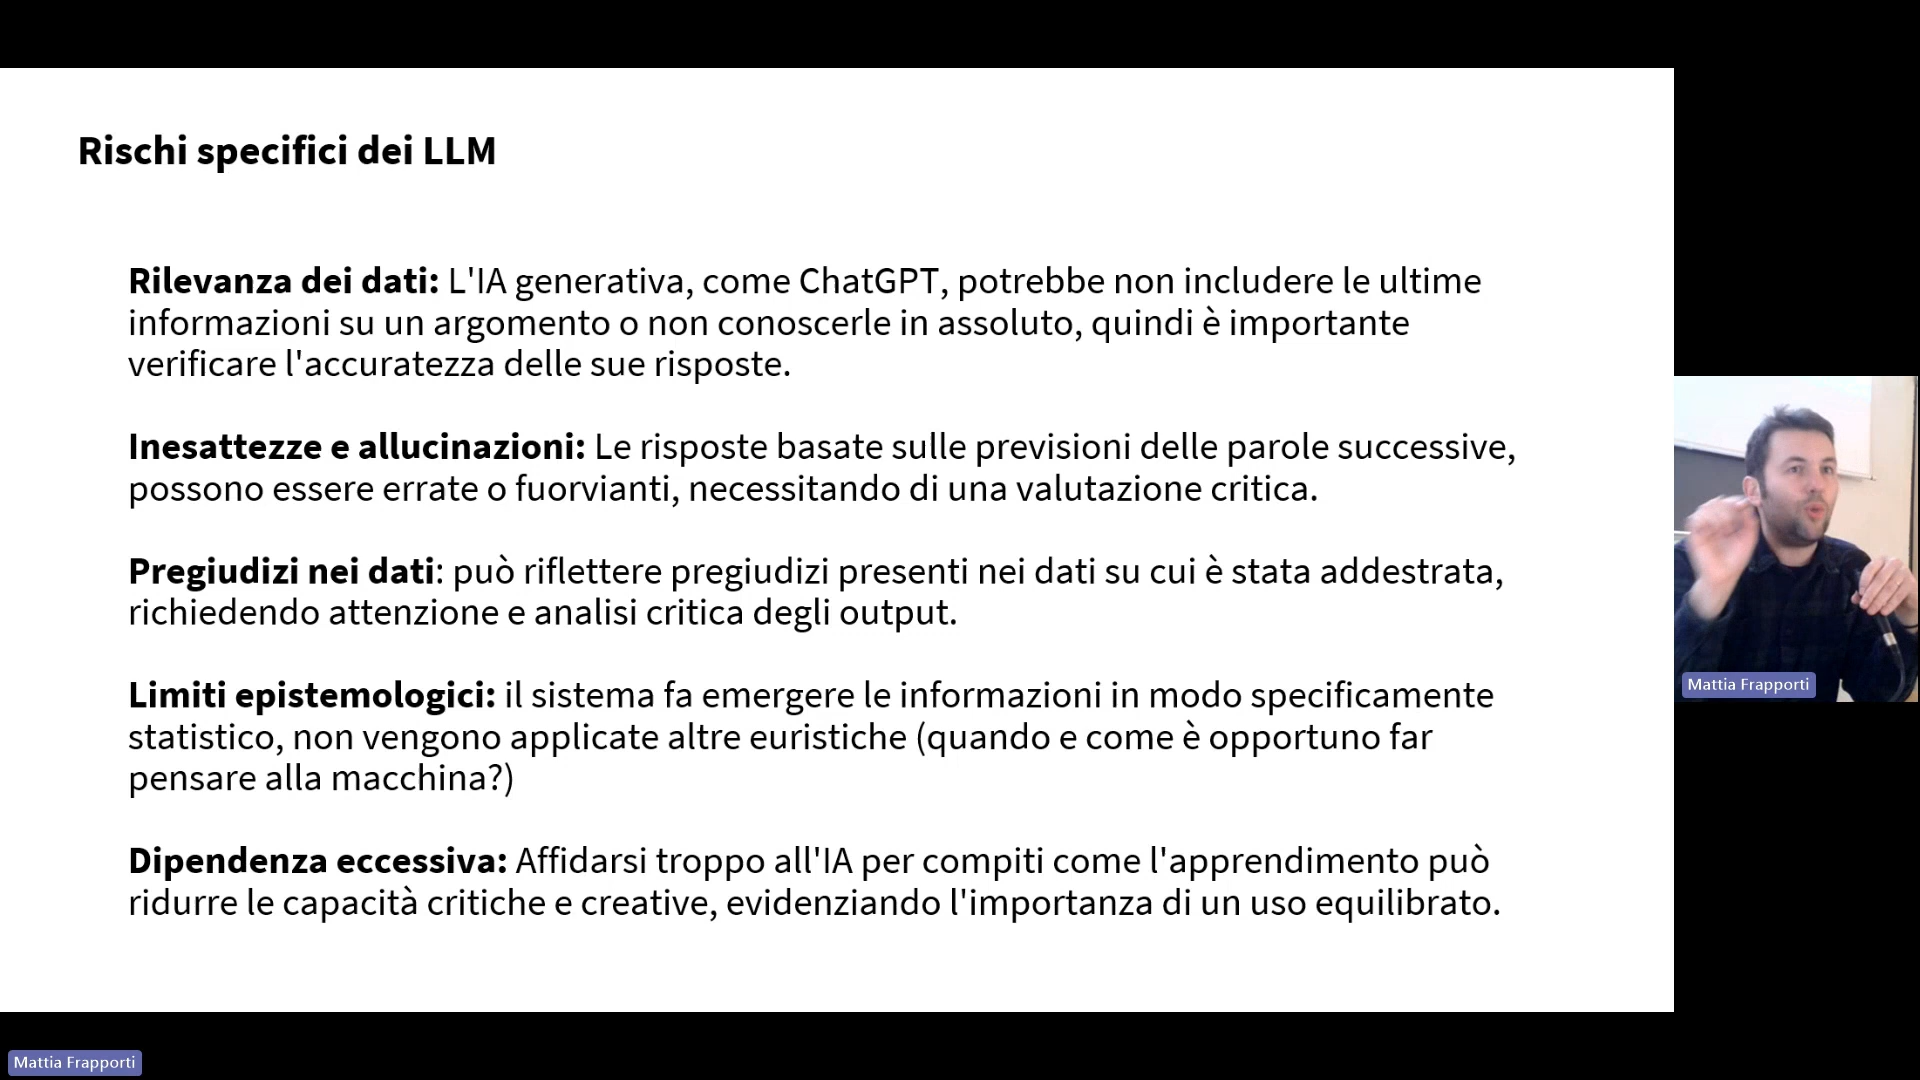 Rischi specifici dei LLM
Rilevanza dei dati: L'IA generativa, come ChatGPT, potrebbe non includere le ultime
informazioni su un argomento o non conoscerle in assoluto, quindi è importante
verificare l'accuratezza delle sue risposte.
Inesattezze e allucinazioni: Le risposte basate sulle previsioni delle parole successive,
possono essere errate o fuorvianti, necessitando di una valutazione critica.
Pregiudizi nei dati: può riflettere pregiudizi presenti nei dati su cui è stata addestrata,
richiedendo attenzione e analisi critica degli output.
Limiti epistemologici: il sistema fa emergere le informazioni in modo specificamente
statistico, non vengono applicate altre euristiche (quando e come è opportuno far
pensare alla macchina?)
Dipendenza eccessiva: Affidarsi troppo all'IA per compiti come l'apprendimento può
ridurre le capacità critiche e creative, evidenziando l'importanza di un uso equilibrato.
Mattia Frapporti
Mattia Frapporti